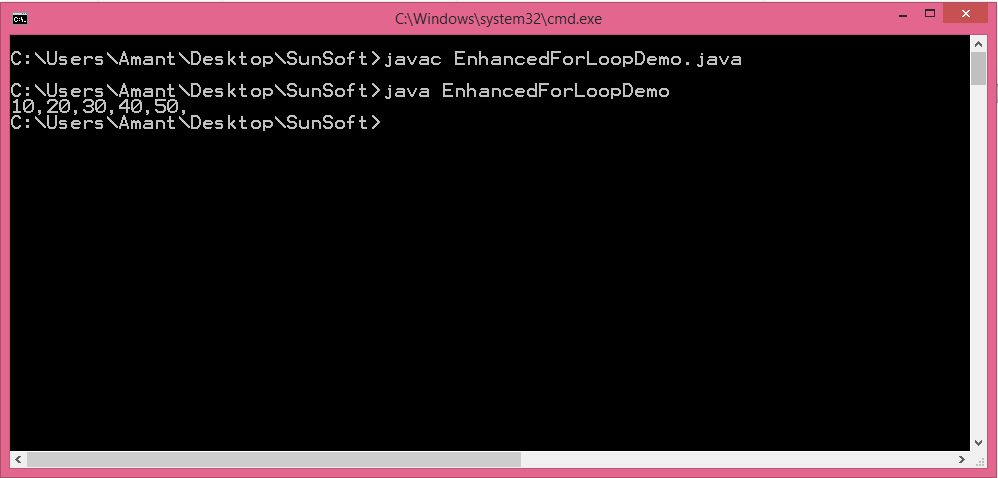 C:\Windows\system32\cmd.exe
C:\Users\Amant\Desktop\SunSoft>javac EnhancedForLoopDemo.java
C:\Users\Amant\Desktop\SunSoft>java EnhancedForLoopDemo
10,20,30,40,50,
C:\Users\Amant\Desktop\SunSoft>